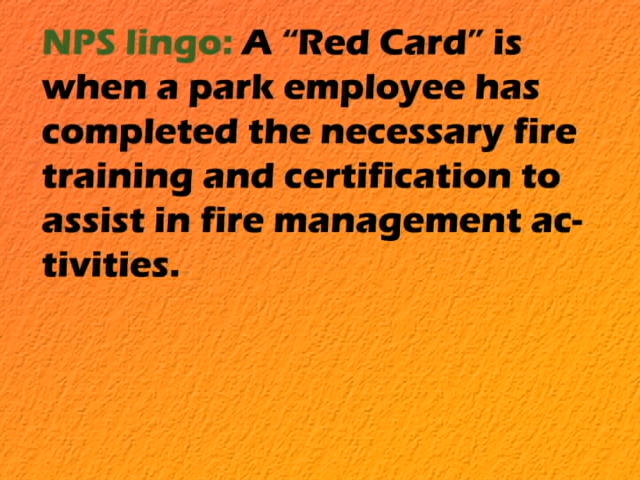 NPS lingo: A “Red Card” is
when a park employee has
completed the necessary fire
training and certification to
assist in fire management ac-
tivities.